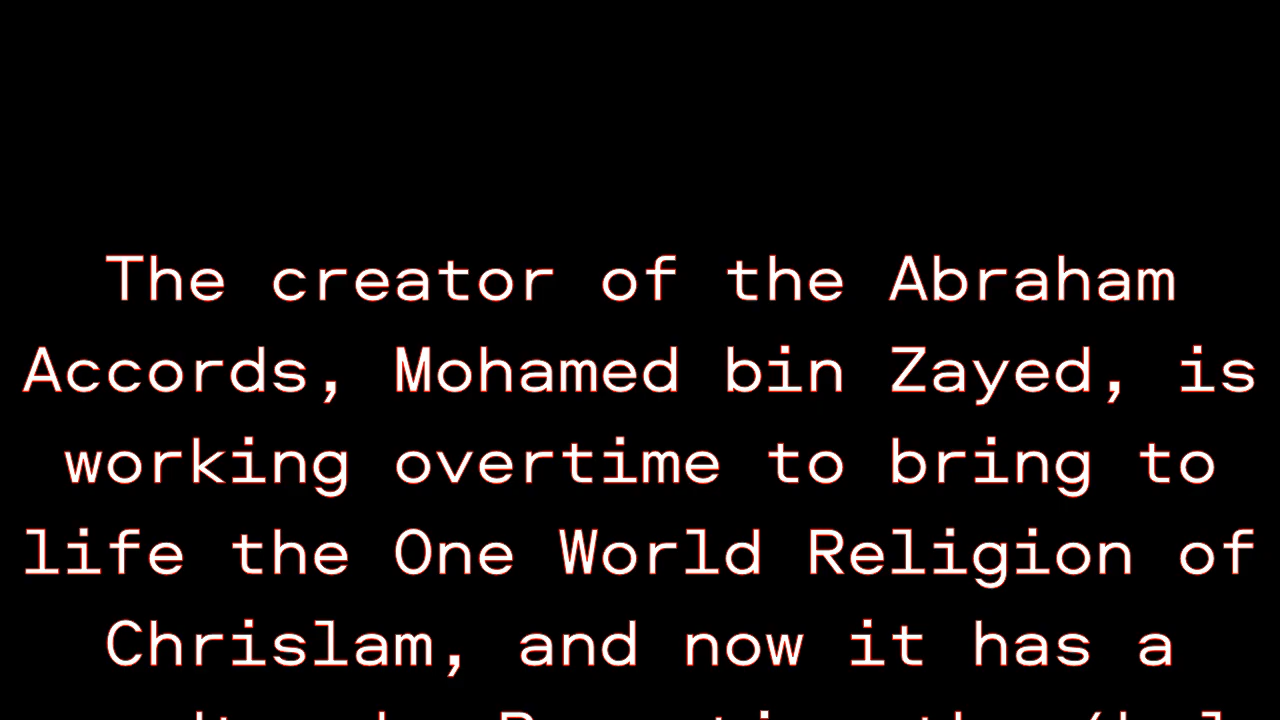 The creator of the Abraham
Accords, Mohamed bin Zayed, is
working overtime to bring to
life the One World Religion of
Chrislam, and now it has a